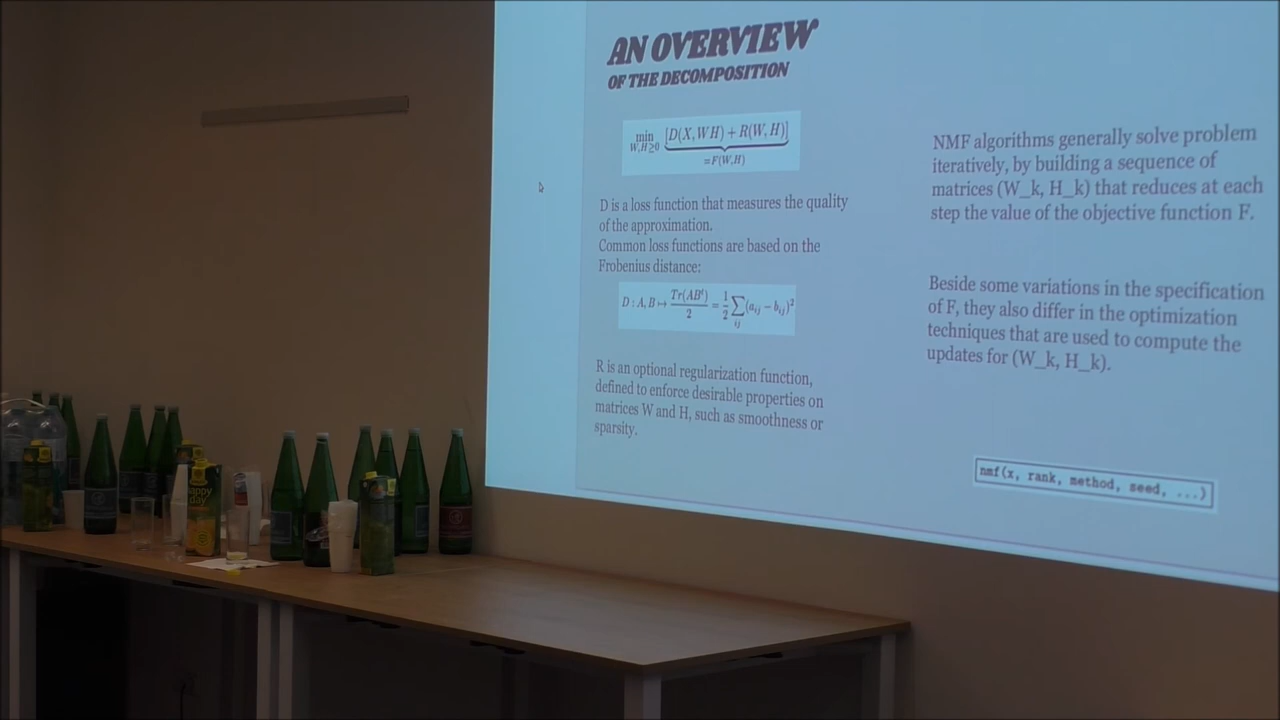 AN OVERVIEW
OF THE DECOMPOSITION
min [D(X, WH) + R(W, H)]
W,H≥0
=F(W,H)
D is a loss function that measures the quality
of the approximation.
Common loss functions are based on the
Frobenius distance:
D : A, B ↦ Tr(ABᵗ)/2 = 1/2 ∑ij (aij − bij)²
R is an optional regularization function,
defined to enforce desirable properties on
matrices W and H, such as smoothness or
sparsity.
NMF algorithms generally solve problem
iteratively, by building a sequence of
matrices (W_k, H_k) that reduces at each
step the value of the objective function F.
Beside some variations in the specification
of F, they also differ in the optimization
techniques that are used to compute the
updates for (W_k, H_k).
nmf(x, rank, method, seed, ...)
happy
day